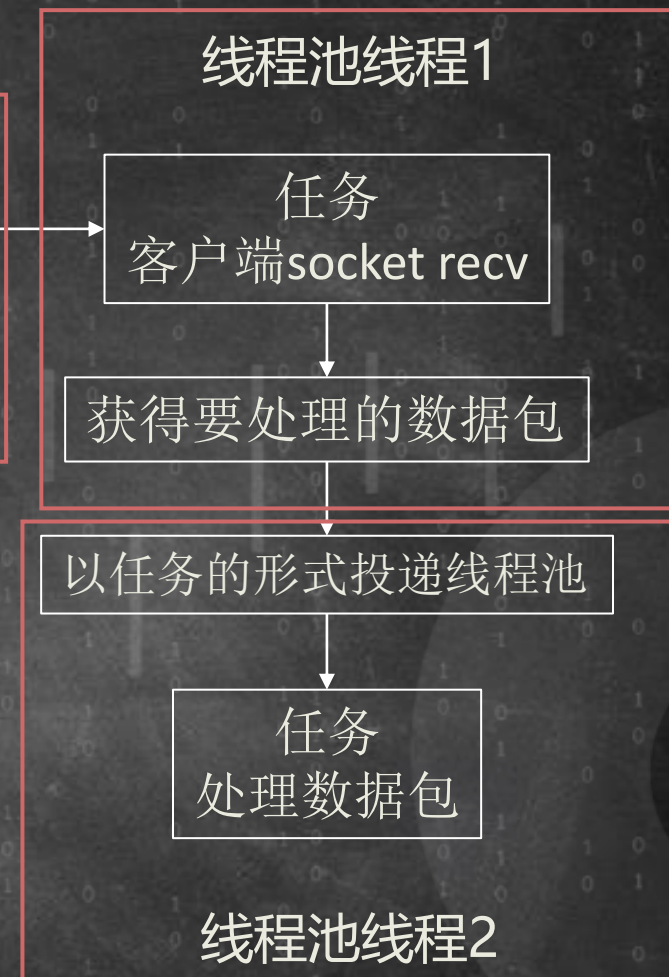 线程池线程1
任务
客户端socket recv
获得要处理的数据包
以任务的形式投递线程池
任务
处理数据包
线程池线程2